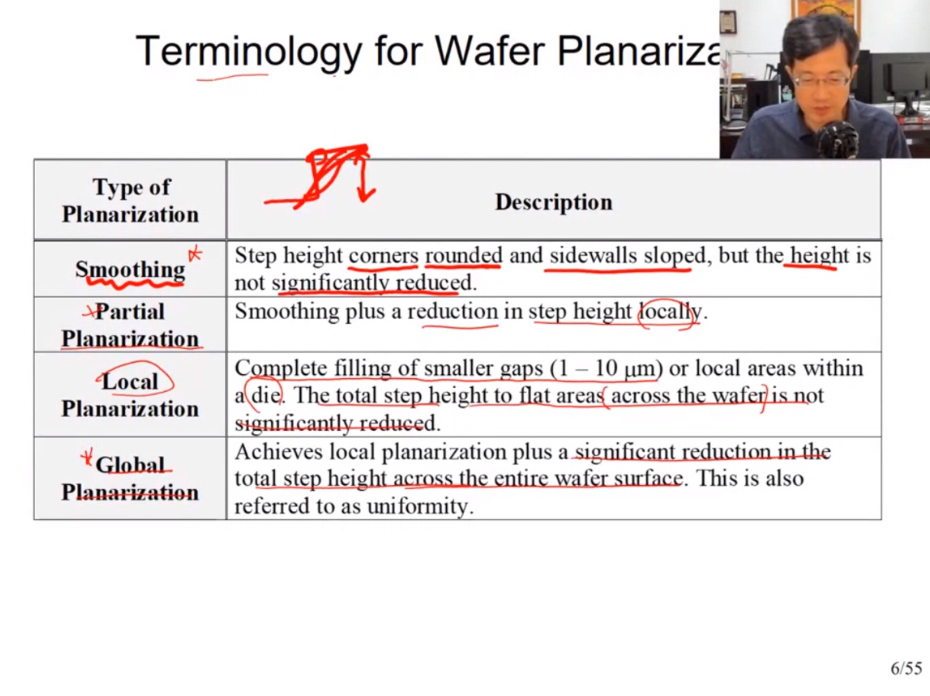 Terminology for Wafer Planariza
Type of
Planarization
Description
Smoothing
Step height corners rounded and sidewalls sloped, but the height is
not significantly reduced.
Partial
Planarization
Smoothing plus a reduction in step height locally.
Local
Planarization
Complete filling of smaller gaps (1 – 10 μm) or local areas within
a die. The total step height to flat areas across the wafer is not
significantly reduced.
Global
Planarization
Achieves local planarization plus a significant reduction in the
total step height across the entire wafer surface. This is also
referred to as uniformity.
6/55